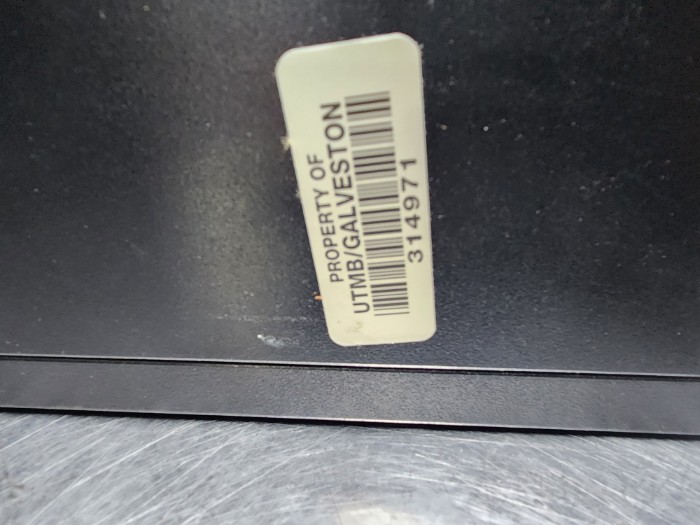 PROPERTY OF
UTMB/GALVESTON
314971